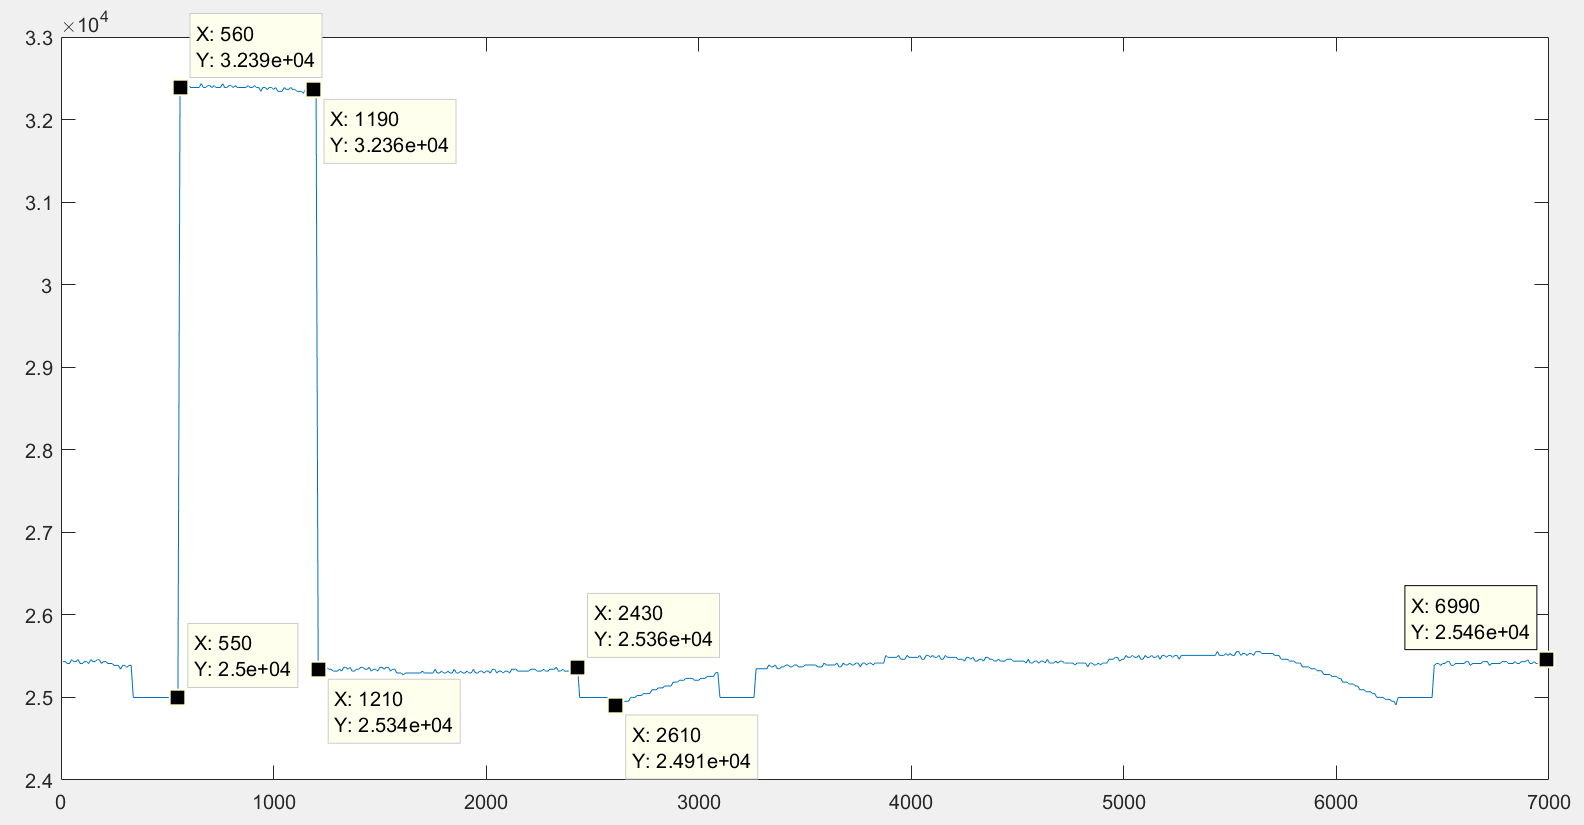 ×10⁴
3.3
3.2
3.1
3
2.9
2.8
2.7
2.6
2.5
2.4
X: 560
Y: 3.239e+04
X: 1190
Y: 3.236e+04
X: 550
Y: 2.5e+04
X: 1210
Y: 2.534e+04
X: 2430
Y: 2.536e+04
X: 2610
Y: 2.491e+04
X: 6990
Y: 2.546e+04
0 1000 2000 3000 4000 5000 6000 7000